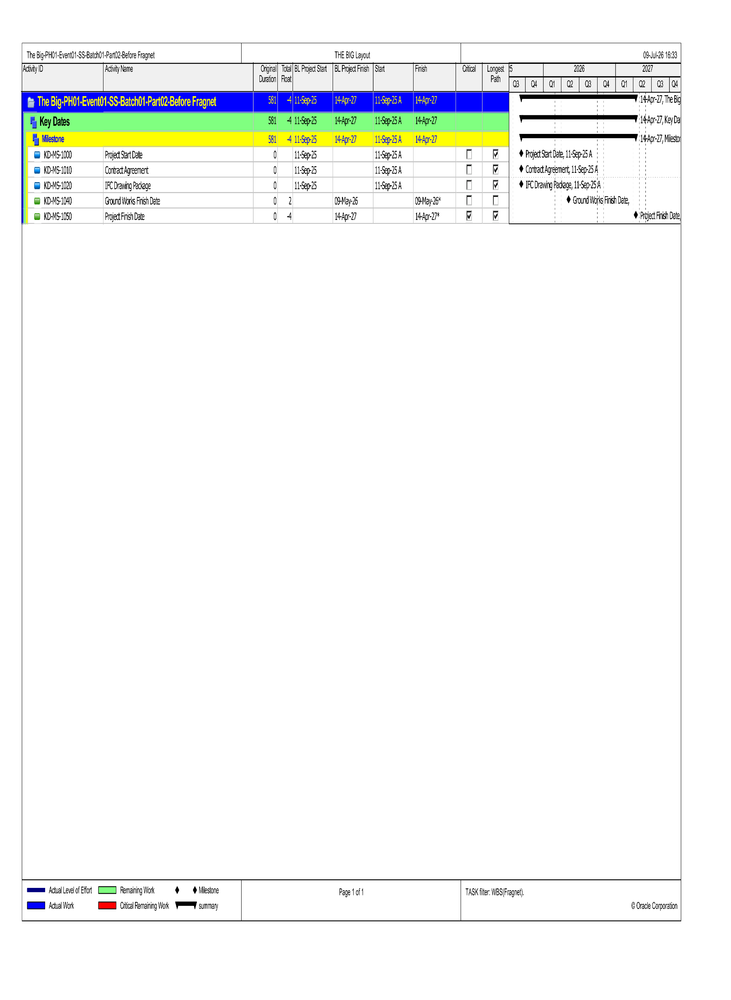 The Big-PH01-Event01-SS-Batch01-Part02-Before Fragnet THE BIG Layout 09-Jul-26 16:33
Activity ID Activity Name Original Duration Total Float BL Project Start BL Project Finish Start Finish Critical Longest Path 2026 2027
Q3 Q4 Q1 Q2 Q3 Q4 Q1 Q2 Q3 Q4
The Big-PH01-Event01-SS-Batch01-Part02-Before Fragnet 581 -4 11-Sep-25 14-Apr-27 11-Sep-25 A 14-Apr-27 14-Apr-27, The Big
Key Dates 581 -4 11-Sep-25 14-Apr-27 11-Sep-25 A 14-Apr-27 14-Apr-27, Key Da
Milestone 581 -4 11-Sep-25 14-Apr-27 11-Sep-25 A 14-Apr-27 14-Apr-27, Milesto
KD-MS-1000 Project Start Date 0 11-Sep-25 11-Sep-25 A Project Start Date, 11-Sep-25 A
KD-MS-1010 Contract Agreement 0 11-Sep-25 11-Sep-25 A Contract Agreement, 11-Sep-25 A
KD-MS-1020 IFC Drawing Package 0 11-Sep-25 11-Sep-25 A IFC Drawing Package, 11-Sep-25 A
KD-MS-1040 Ground Works Finish Date 0 2 09-May-26 09-May-26* Ground Works Finish Date,
KD-MS-1050 Project Finish Date 0 -4 14-Apr-27 14-Apr-27* Project Finish Date,
Actual Level of Effort Remaining Work Milestone Page 1 of 1 TASK filter: WBS(Fragnet).
Actual Work Critical Remaining Work summary © Oracle Corporation